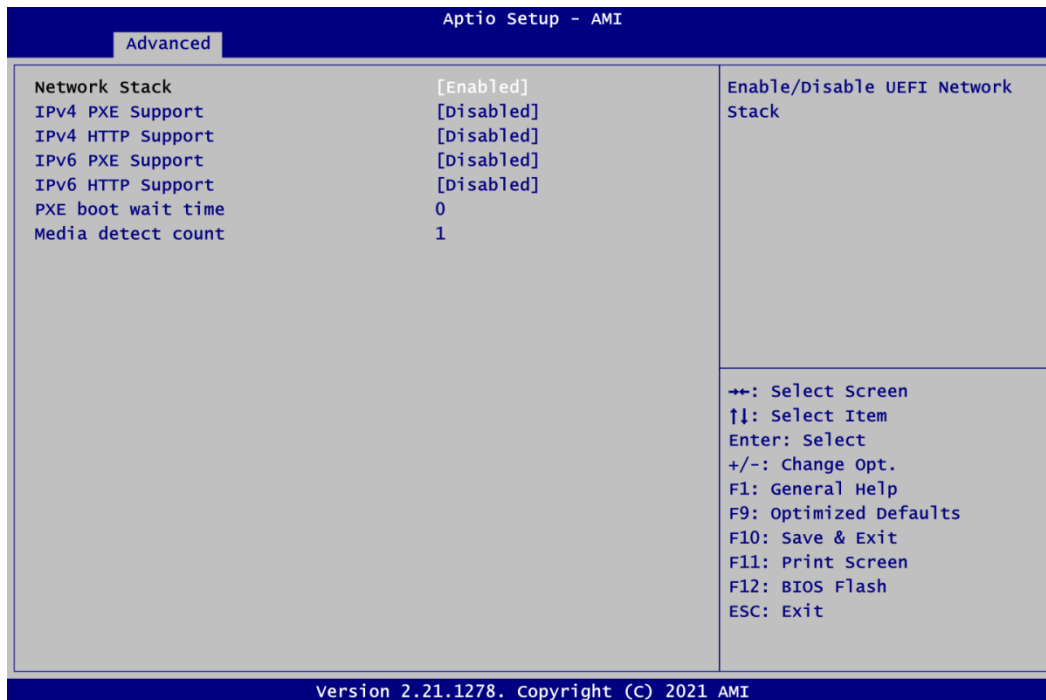 Aptio Setup - AMI
Advanced
Network Stack [Enabled]
IPv4 PXE Support [Disabled]
IPv4 HTTP Support [Disabled]
IPv6 PXE Support [Disabled]
IPv6 HTTP Support [Disabled]
PXE boot wait time 0
Media detect count 1
Enable/Disable UEFI Network
Stack
→←: Select Screen
↑↓: Select Item
Enter: Select
+/-: Change Opt.
F1: General Help
F9: Optimized Defaults
F10: Save & Exit
F11: Print Screen
F12: BIOS Flash
ESC: Exit
Version 2.21.1278. Copyright (C) 2021 AMI